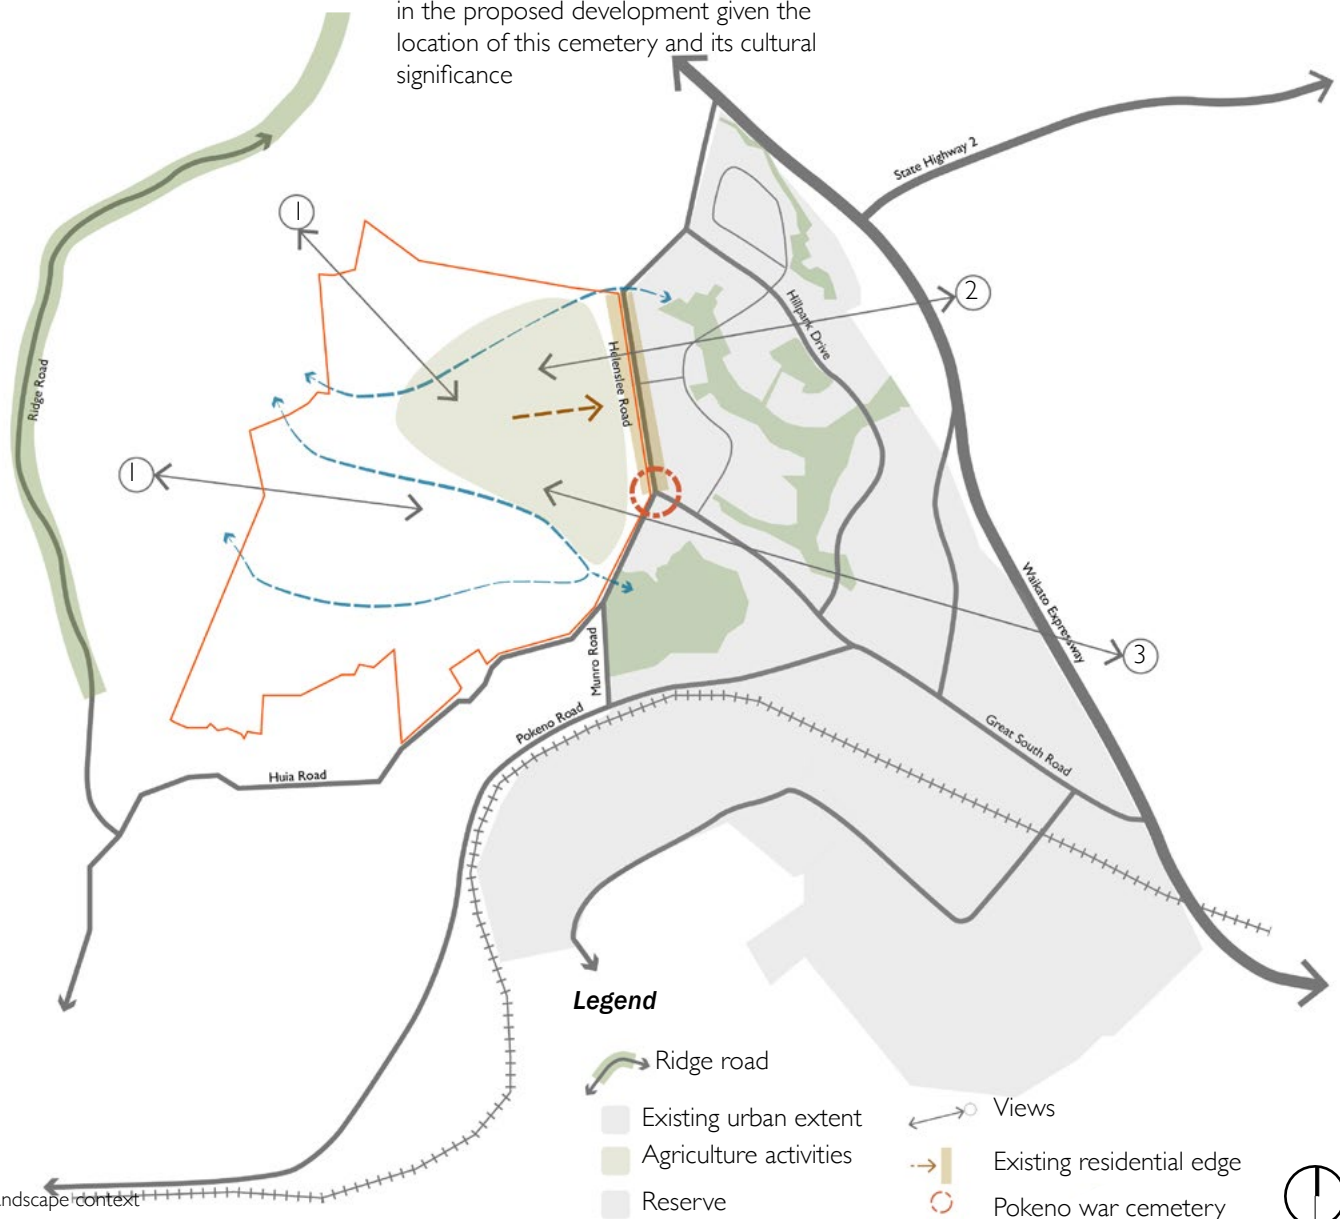 in the proposed development given the
location of this cemetery and its cultural
significance
State Highway 2
1
2
Hillpark Drive
Helenslee Road
Ridge Road
1
Waikato Expressway
3
Munro Road
Pokeno Road
Great South Road
Huia Road
Legend
Ridge road
Existing urban extent
Views
Agriculture activities
Existing residential edge
Reserve
Pokeno war cemetery
andscape context